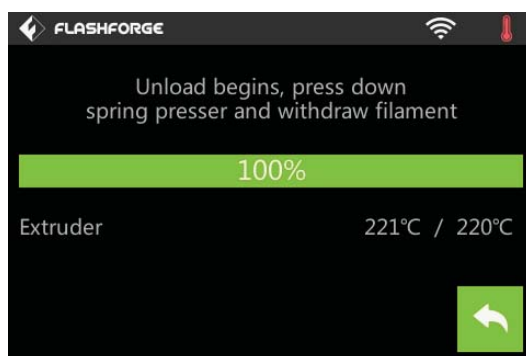 FLASHFORGE
Unload begins, press down
spring presser and withdraw filament
100%
Extruder 221℃ / 220℃